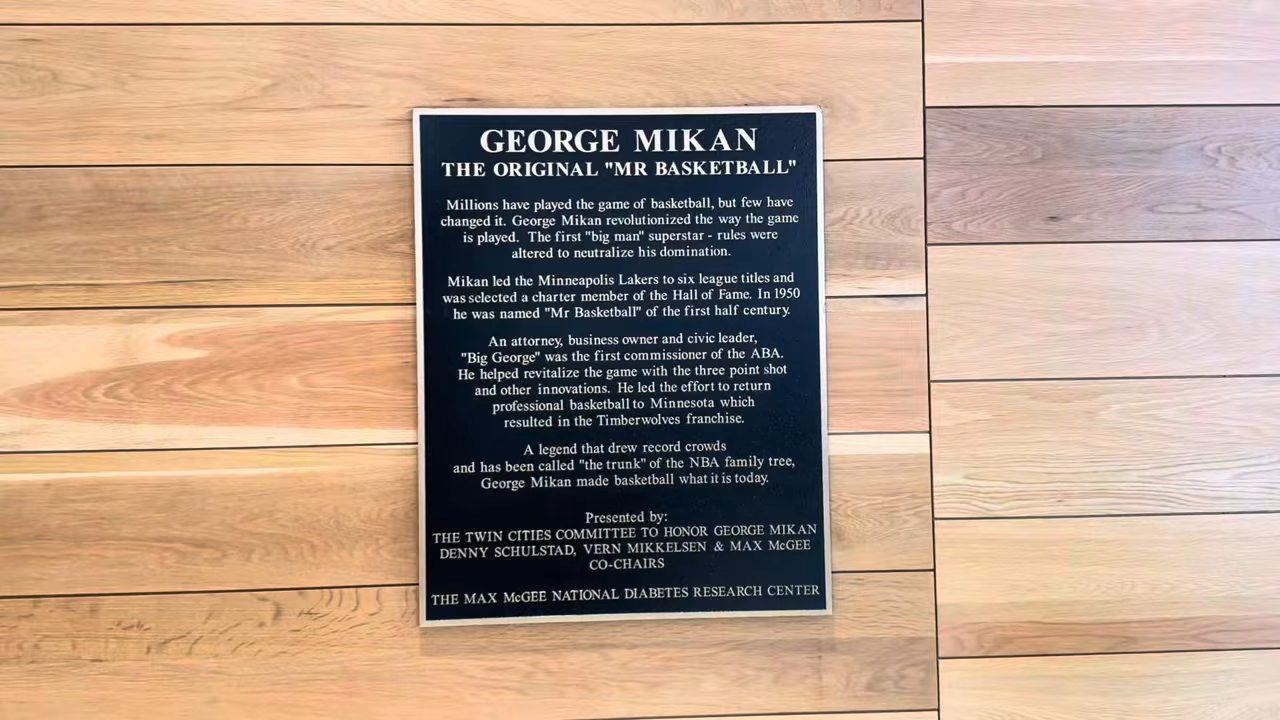 GEORGE MIKAN
THE ORIGINAL "MR BASKETBALL"
Millions have played the game of basketball, but few have
changed it. George Mikan revolutionized the way the game
is played. The first "big man" superstar - rules were
altered to neutralize his domination.
Mikan led the Minneapolis Lakers to six league titles and
was selected a charter member of the Hall of Fame. In 1950
he was named "Mr Basketball" of the first half century.
An attorney, business owner and civic leader,
"Big George" was the first commissioner of the ABA.
He helped revitalize the game with the three point shot
and other innovations. He led the effort to return
professional basketball to Minnesota which
resulted in the Timberwolves franchise.
A legend that drew record crowds
and has been called "the trunk" of the NBA family tree,
George Mikan made basketball what it is today.
Presented by:
THE TWIN CITIES COMMITTEE TO HONOR GEORGE MIKAN
DENNY SCHULSTAD, VERN MIKKELSEN & MAX McGEE
CO-CHAIRS
THE MAX McGEE NATIONAL DIABETES RESEARCH CENTER